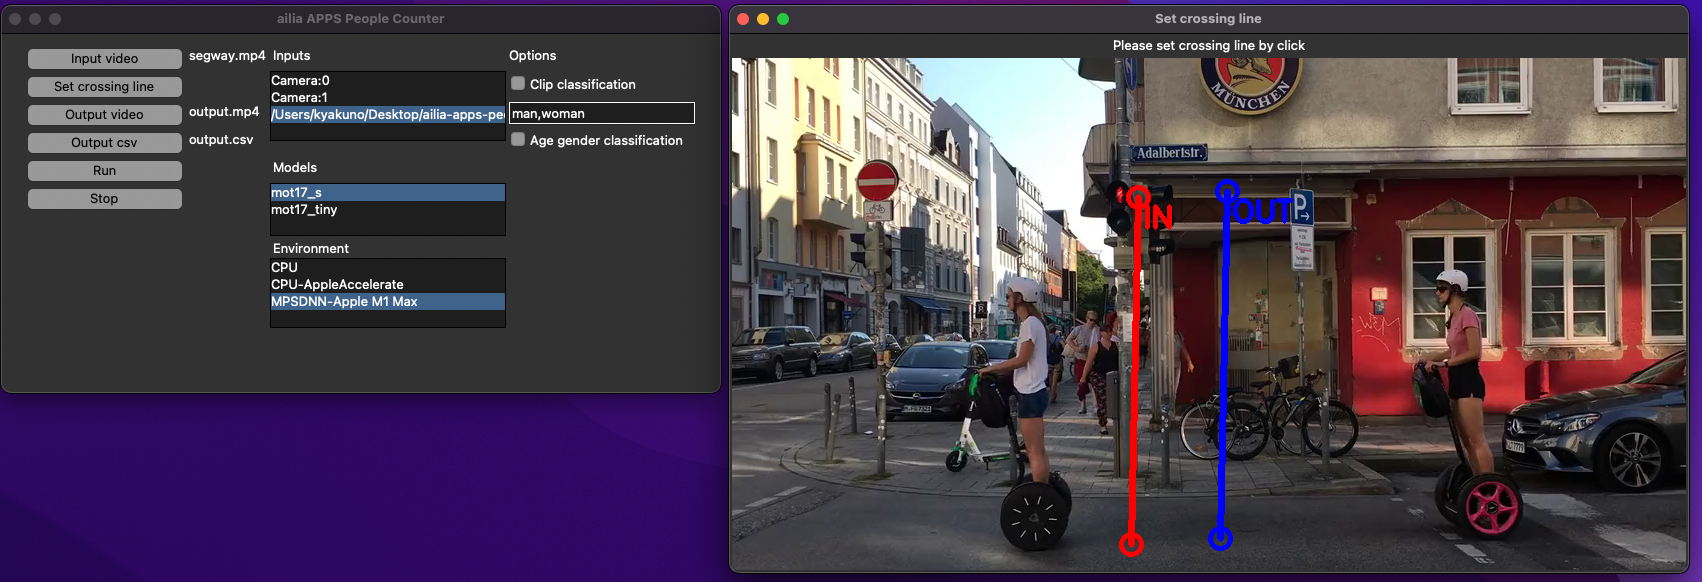 ailia APPS People Counter
Input video
segway.mp4
Inputs
Options
Set crossing line
Camera:0
Camera:1
/Users/kyakuno/Desktop/ailia-apps-pe
Clip classification
Output video
output.mp4
man,woman
Output csv
output.csv
Age gender classification
Run
Models
Stop
mot17_s
mot17_tiny
Environment
CPU
CPU-AppleAccelerate
MPSDNN-Apple M1 Max
Set crossing line
Please set crossing line by click
MÜNCHEN
Adalbertstr.
IN
OUT
P